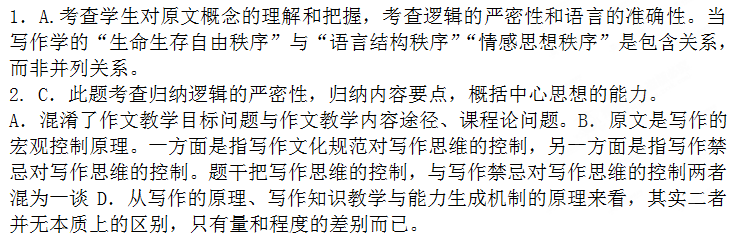 1．A.考查学生对原文概念的理解和把握，考查逻辑的严密性和语言的准确性。当
写作学的“生命生存自由秩序”与“语言结构秩序”“情感思想秩序”是包含关系，
而非并列关系。
2．C．此题考查归纳逻辑的严密性，归纳内容要点，概括中心思想的能力。
A．混淆了作文教学目标问题与作文教学内容途径、课程论问题。B．原文是写作的
宏观控制原理。一方面是指写作文化规范对写作思维的控制，另一方面是指写作禁
忌对写作思维的控制。题干把写作思维的控制，与写作禁忌对写作思维的控制两者
混为一谈 D．从写作的原理、写作知识教学与能力生成机制的原理来看，其实二者
并无本质上的区别，只有量和程度的差别而已。